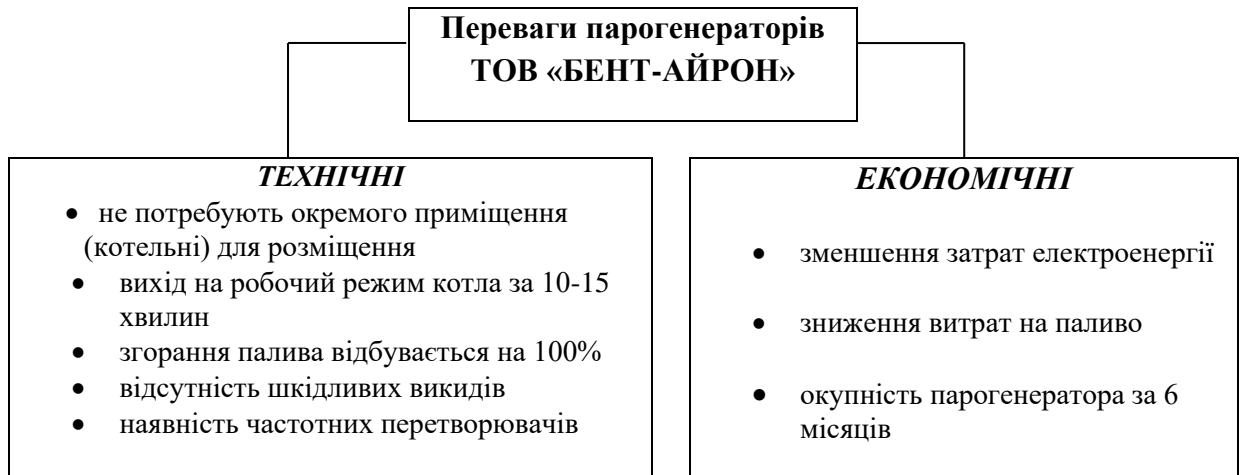 Переваги парогенераторів
ТОВ «БЕНТ-АЙРОН»
ТЕХНІЧНІ
• не потребують окремого приміщення
(котельні) для розміщення
• вихід на робочий режим котла за 10-15
хвилин
• згорання палива відбувається на 100%
• відсутність шкідливих викидів
• наявність частотних перетворювачів
ЕКОНОМІЧНІ
• зменшення затрат електроенергії
• зниження витрат на паливо
• окупність парогенератора за 6
місяців